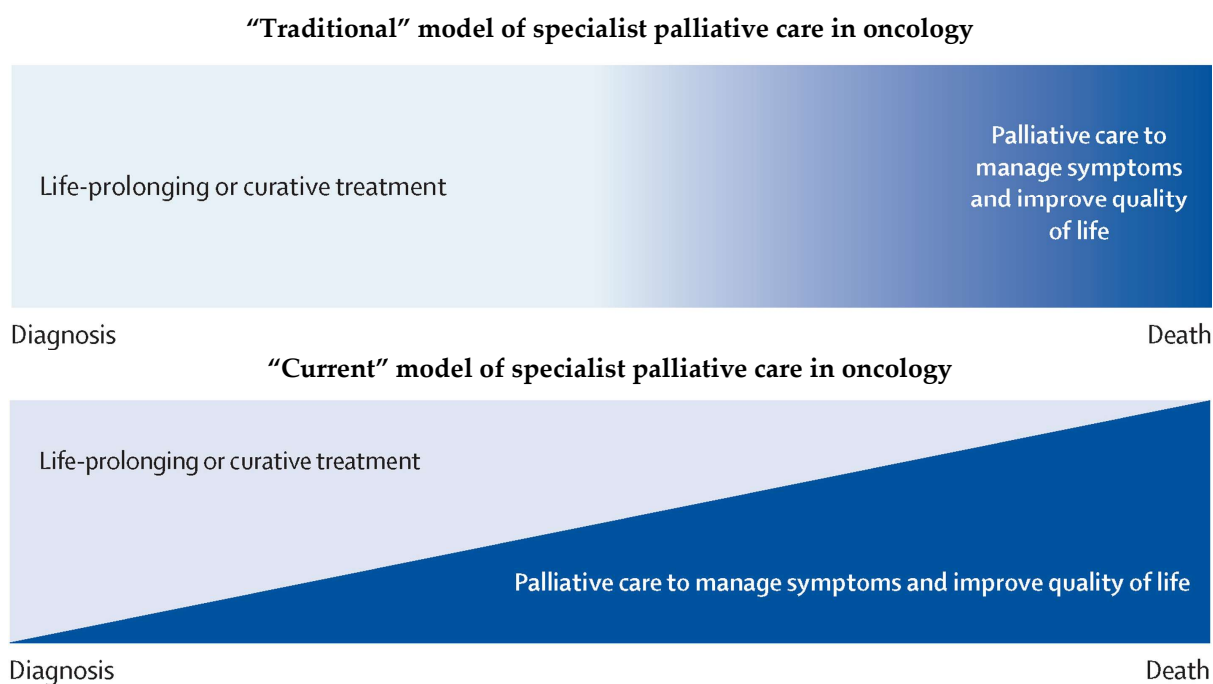 “Traditional” model of specialist palliative care in oncology
Life-prolonging or curative treatment
Palliative care to
manage symptoms
and improve quality
of life
Diagnosis
Death
“Current” model of specialist palliative care in oncology
Life-prolonging or curative treatment
Palliative care to manage symptoms and improve quality of life
Diagnosis
Death